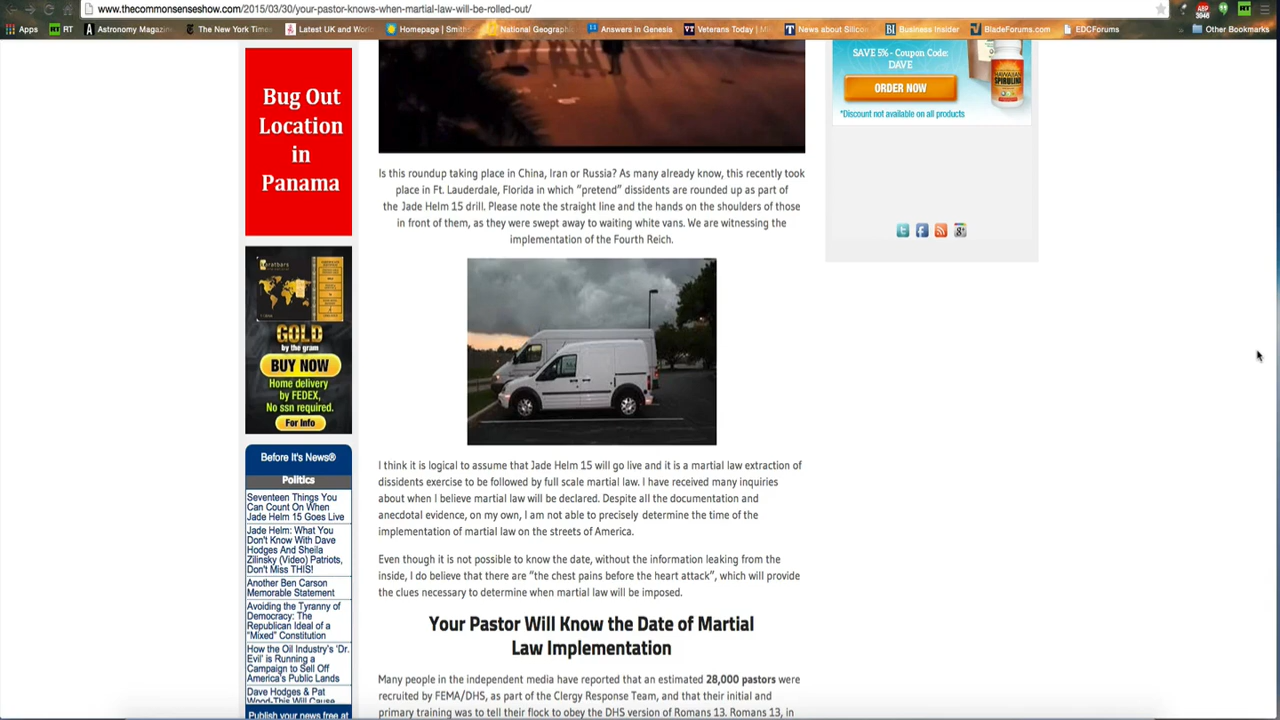 www.thecommonsenseshow.com/2015/03/30/your-pastor-knows-when-martial-law-will-be-rolled-out/
ABP
3046
RT
Apps
RT
Astronomy Magazin
The New York Time
Latest UK and Worl
Homepage | Smiths
National Geograph
Answers in Genesis
Veterans Today | M
News about Silicon
Business Insider
BladeForums.com
EDCForums
Other Bookmarks
Bug Out
Location
in
Panama
Karatbars
GOLD
by the gram
BUY NOW
Home delivery
by FEDEX,
No ssn required.
For Info
Before It's News®
Politics
Seventeen Things You
Can Count On When
Jade Helm 15 Goes Live
Jade Helm: What You
Don't Know With Dave
Hodges And Sheila
Zilinsky (Video) Patriots,
Don't Miss THIS!
Another Ben Carson
Memorable Statement
Avoiding the Tyranny of
Democracy: The
Republican Ideal of a
"Mixed" Constitution
How the Oil Industry's 'Dr.
Evil' is Running a
Campaign to Sell Off
America's Public Lands
Dave Hodges & Pat
Wood-This Will Cause
Publish your news free at
Is this roundup taking place in China, Iran or Russia? As many already know, this recently took
place in Ft. Lauderdale, Florida in which "pretend" dissidents are rounded up as part of
the Jade Helm 15 drill. Please note the straight line and the hands on the shoulders of those
in front of them, as they were swept away to waiting white vans. We are witnessing the
implementation of the Fourth Reich.
I think it is logical to assume that Jade Helm 15 will go live and it is a martial law extraction of
dissidents exercise to be followed by full scale martial law. I have received many inquiries
about when I believe martial law will be declared. Despite all the documentation and
anecdotal evidence, on my own, I am not able to precisely determine the time of the
implementation of martial law on the streets of America.
Even though it is not possible to know the date, without the information leaking from the
inside, I do believe that there are "the chest pains before the heart attack", which will provide
the clues necessary to determine when martial law will be imposed.
Your Pastor Will Know the Date of Martial
Law Implementation
Many people in the independent media have reported that an estimated 28,000 pastors were
recruited by FEMA/DHS, as part of the Clergy Response Team, and that their initial and
primary training was to tell their flock to obey the DHS version of Romans 13. Romans 13, in
SAVE 5% - Coupon Code:
DAVE
ORDER NOW
HAWAIIAN
SPIRULINA
*Discount not available on all products